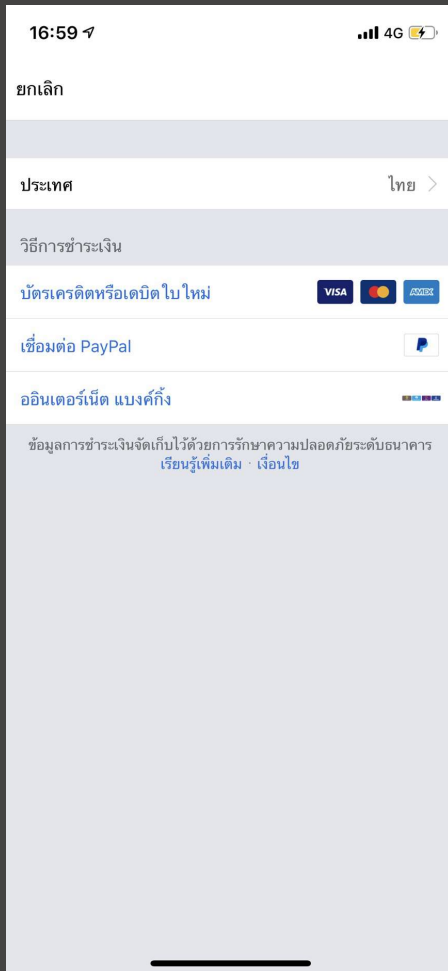 16:59
4G
ยกเลิก
ประเทศ ไทย
วิธีการชำระเงิน
บัตรเครดิตหรือเดบิตใบใหม่ VISA AMEX
เชื่อมต่อ PayPal
ออินเตอร์เน็ต แบงค์กิ้ง
ข้อมูลการชำระเงินจัดเก็บไว้ด้วยการรักษาความปลอดภัยระดับธนาคาร
เรียนรู้เพิ่มเติม · เงื่อนไข